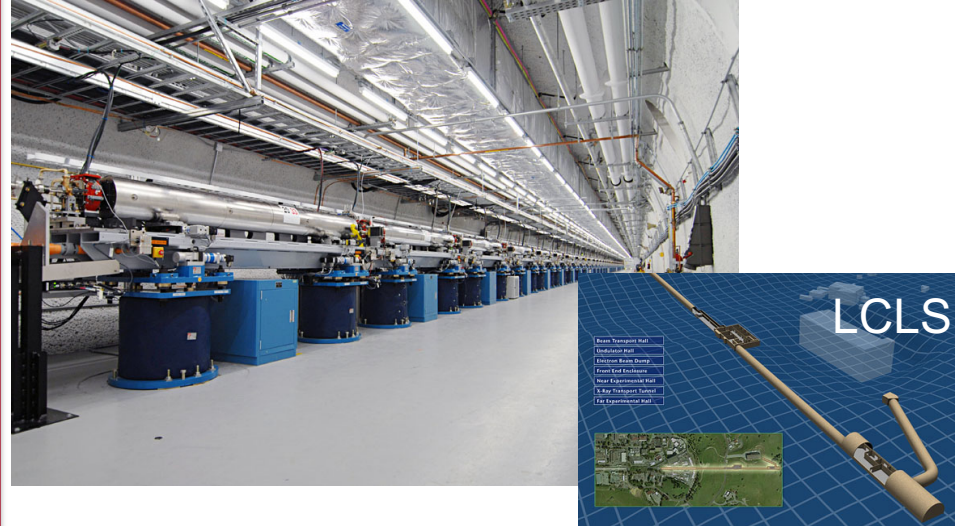 LCLS
Beam Transport Hall
Undulator Hall
Electron Beam Dump
Front End Enclosure
Near Experimental Hall
X-Ray Transport Tunnel
Far Experimental Hall